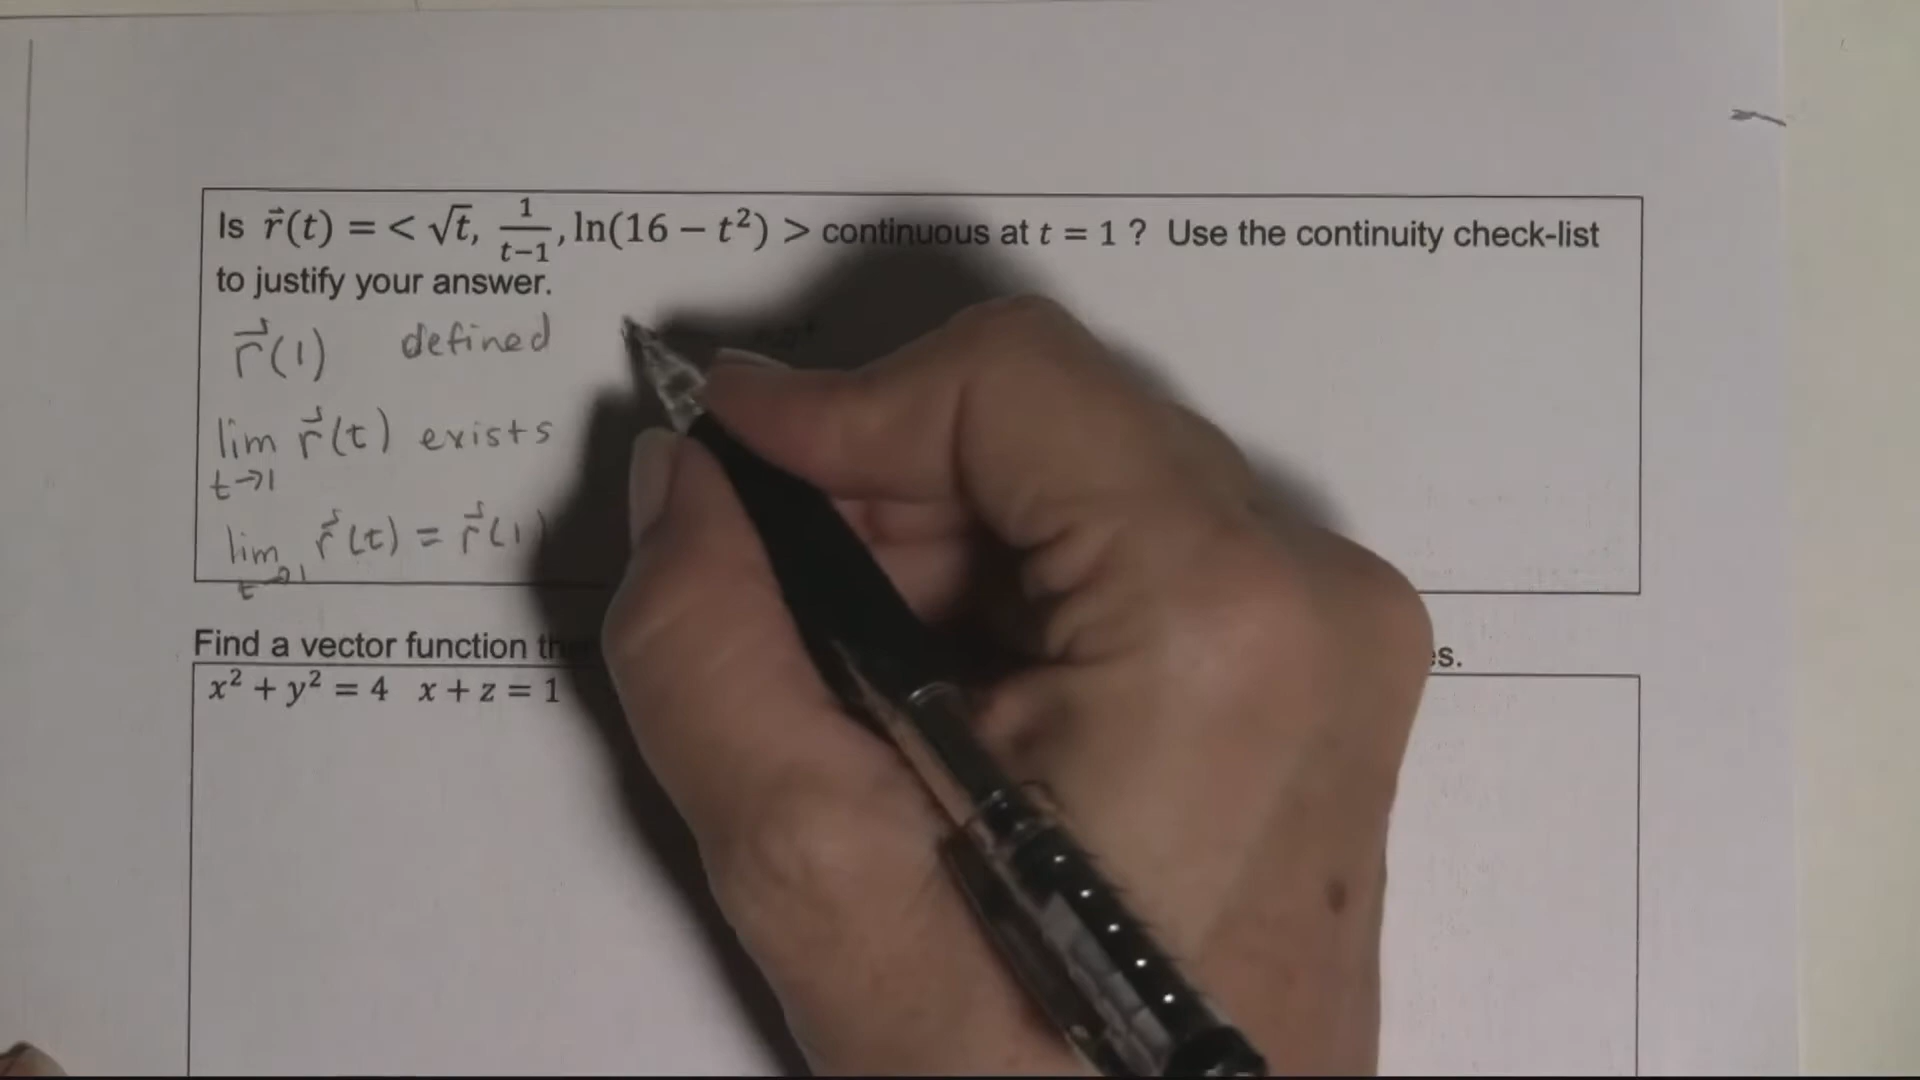 Is r⃗(t) = < √t, 1/(t−1), ln(16 − t²) > continuous at t = 1 ? Use the continuity check-list
to justify your answer.
r⃗(1) defined
lim r⃗(t) exists
t→1
lim r⃗(t) = r⃗(1)
t→1
Find a vector function
x² + y² = 4 x + z = 1